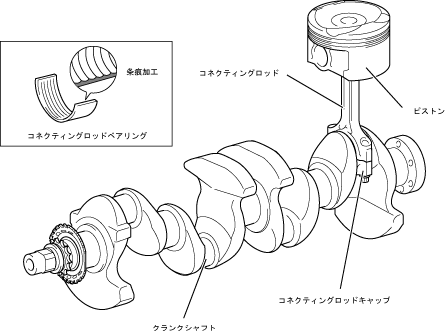 条痕加工
コネクティングロッドベアリング
コネクティングロッド
ピストン
コネクティングロッドキャップ
クランクシャフト